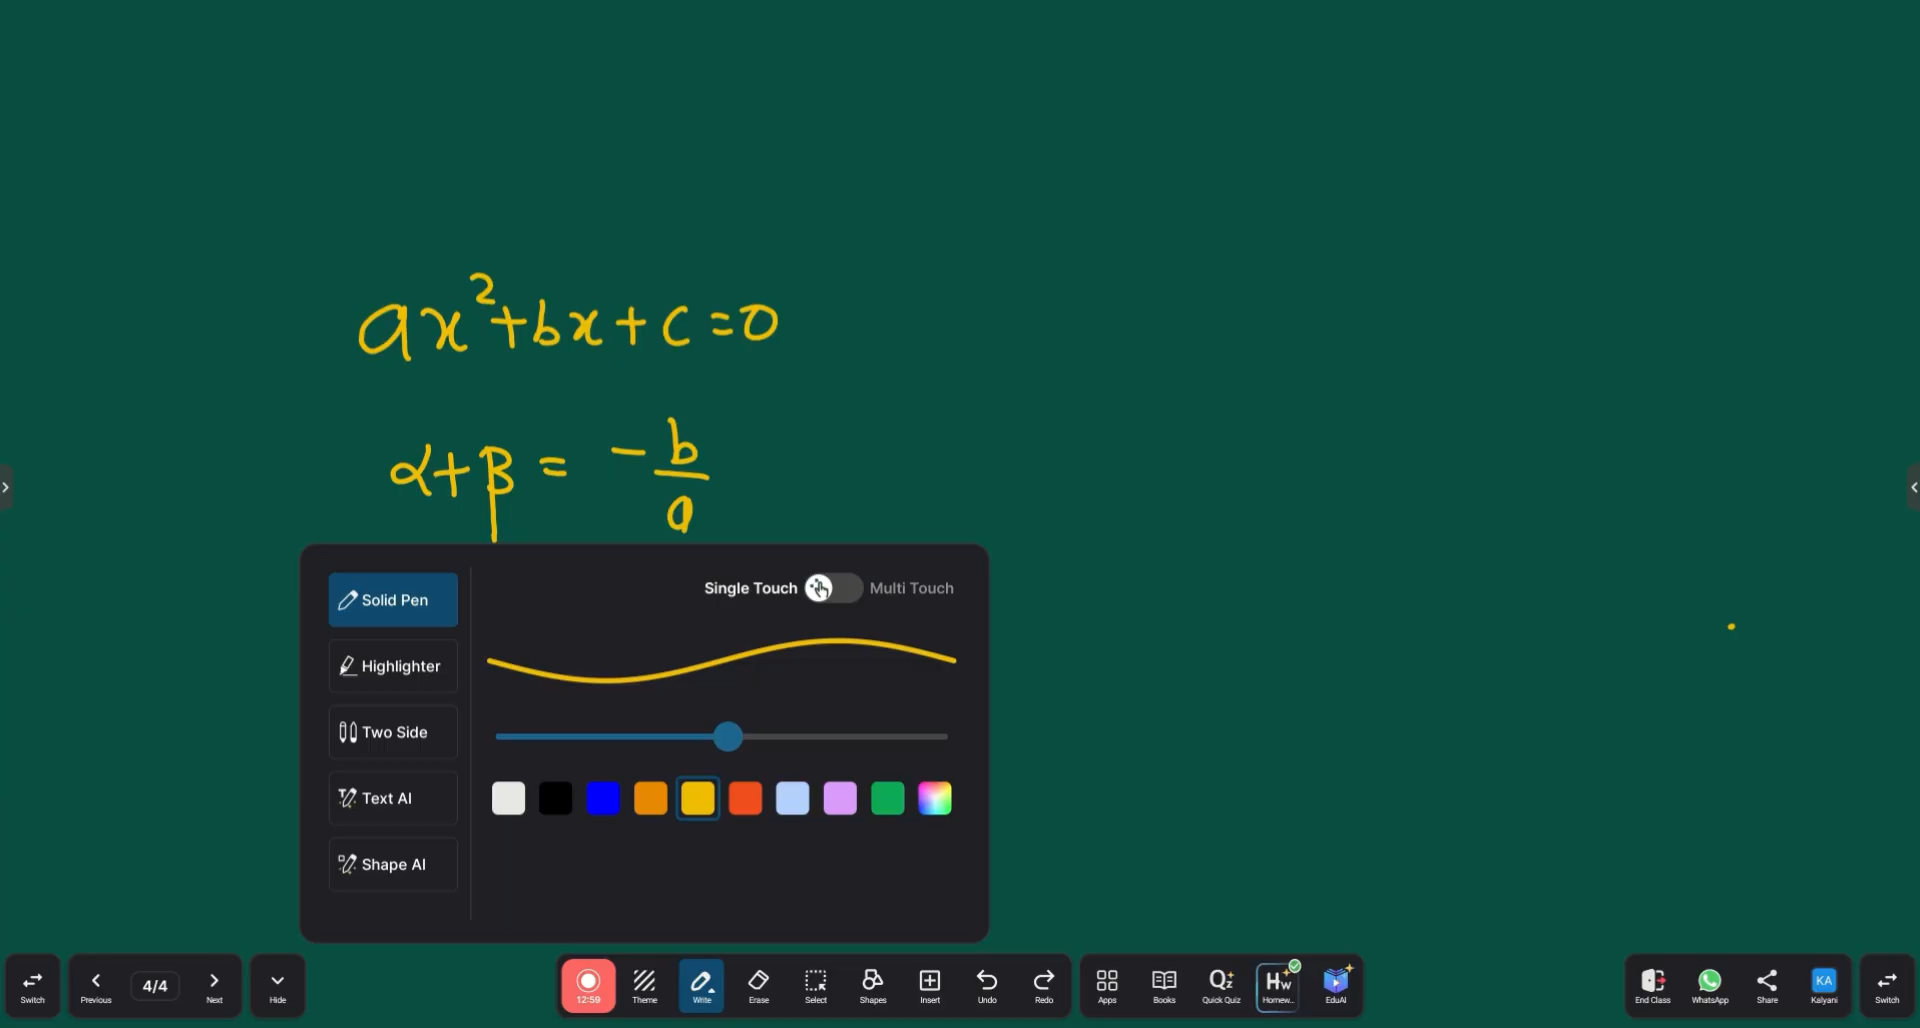 ax²+bx+c=0
α+β = -b/a
Single Touch Multi Touch
Solid Pen
Highlighter
Two Side
Text AI
Shape AI
Switch Previous 4/4 Next Hide 12:59 Theme Write Erase Select Shapes Insert Undo Redo Apps Books Qz Quick Quiz Hw Homew... EduAI End Class WhatsApp Share KA Kalyani Switch